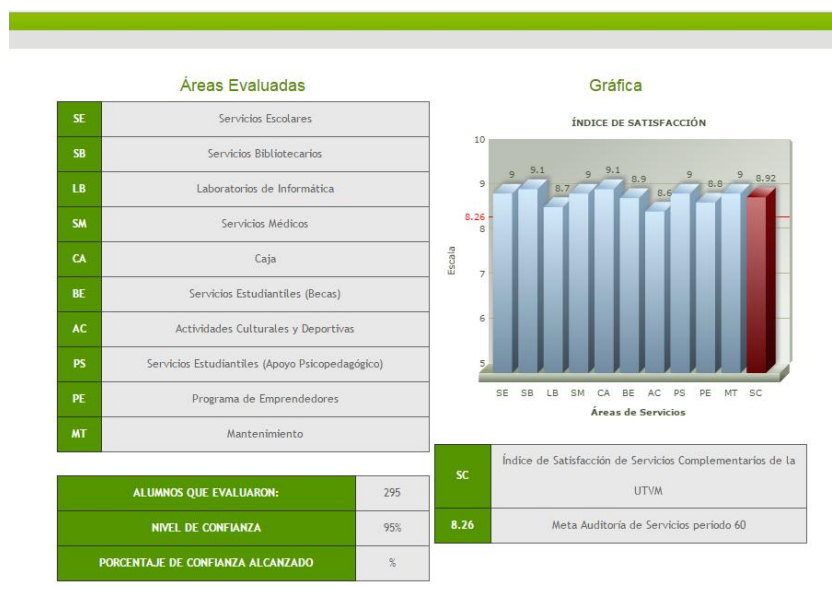 Áreas Evaluadas
SE Servicios Escolares
SB Servicios Bibliotecarios
LB Laboratorios de Informática
SM Servicios Médicos
CA Caja
BE Servicios Estudiantiles (Becas)
AC Actividades Culturales y Deportivas
PS Servicios Estudiantiles (Apoyo Psicopedagógico)
PE Programa de Emprendedores
MT Mantenimiento
ALUMNOS QUE EVALUARON: 295
NIVEL DE CONFIANZA 95%
PORCENTAJE DE CONFIANZA ALCANZADO %
Gráfica
ÍNDICE DE SATISFACCIÓN
10
9
8.26
8
7
6
5
Escala
9 9.1 8.7 9 9.1 8.9 8.6 9 8.8 9 8.92
SE SB LB SM CA BE AC PS PE MT SC
Áreas de Servicios
SC Índice de Satisfacción de Servicios Complementarios de la
UTVM
8.26 Meta Auditoría de Servicios periodo 60